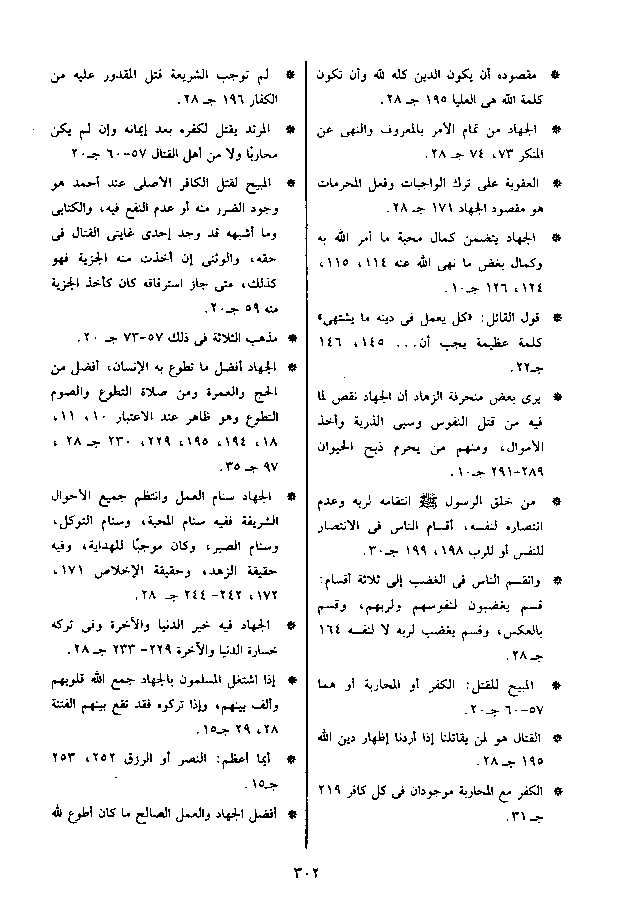 * مقصوده أن يكون الدين كله لله وأن تكون
كلمة الله هى العليا ١٩٥ جـ ٢٨.
* الجهاد من تمام الأمر بالمعروف والنهى عن
المنكر ٧٣، ٧٤ جـ ٢٨.
* العقوبة على ترك الواجبات وفعل المحرمات
هو مقصود الجهاد ١٧١ جـ ٢٨.
* الجهاد يتضمن كمال محبة ما أمر الله به
وكمال بغض ما نهى الله عنه ١١٤، ١١٥،
١٢٤، ١٢٦ جـ ١٠.
* قول القائل: «كل يعمل فى دينه ما يشتهى»
كلمة عظيمة يجب أن... ١٤٥، ١٤٦
جـ٢٢.
* يرى بعض منحرفة الزهاد أن الجهاد نقص لما
فيه من قتل النفوس وسبى الذرية وأخذ
الأموال، ومنهم من يحرم ذبح الحيوان
٢٨٩-٢٩١ جـ ١٠.
* من خلق الرسول ﷺ انتقامه لربه وعدم
انتصاره لنفسه، أقسام الناس فى الانتصار
للنفس أو للرب ١٩٨، ١٩٩ جـ ٣٠.
* وانقسم الناس فى الغضب إلى ثلاثة أقسام:
قسم يغضبون لنفوسهم ولربهم، وقسم
بالعكس، وقسم يغضب لربه لا لنفسه ١٦٤
جـ ٢٨.
* المبيح للقتل: الكفر أو المحاربة أو هما
٥٧-٦٠ جـ ٢٠.
* القتال هو لمن يقاتلنا إذا أردنا إظهار دين الله
١٩٥ جـ ٢٨.
* الكفر مع المحاربة موجودان فى كل كافر ٢١٩
جـ ٣١.
* لم توجب الشريعة قتل المقدور عليه من
الكفار ١٩٦ جـ ٢٨.
* المرتد يقتل لكفره بعد إيمانه وإن لم يكن
محاربًا ولا من أهل القتال ٥٧-٦٠ جـ٢٠
* المبيح لقتل الكافر الأصلى عند أحمد هو
وجود الضرر منه أو عدم النفع فيه، والكتابى
وما أشبهه قد وجد إحدى غايتى القتال فى
حقه، والوثنى إن أخذت منه الجزية فهو
كذلك، متى جاز استرقاقه كان كأخذ الجزية
منه ٥٩ جـ٢٠.
* مذهب الثلاثة فى ذلك ٥٧-٧٣ جـ ٢٠.
* الجهاد أفضل ما تطوع به الإنسان، أفضل من
الحج والعمرة ومن صلاة التطوع والصوم
التطوع وهو ظاهر عند الاعتبار ١٠، ١١،
١٨، ١٩٤، ١٩٥، ٢٢٩، ٢٣٠ جـ ٢٨ ،
٩٧ جـ ٣٥.
* الجهاد سنام العمل وانتظم جميع الأحوال
الشريفة ففيه سنام المحبة، وسنام التوكل،
وسنام الصبر، وكان موجبًا للهداية، وفيه
حقيقة الزهد، وحقيقة الإخلاص ١٧١،
١٧٢، ٢٤٢- ٢٤٤ جـ ٢٨.
* الجهاد فيه خير الدنيا والآخرة وفى تركه
خسارة الدنيا والآخرة ٢٢٩- ٢٣٣ جـ ٢٨.
* إذا اشتغل المسلمون بالجهاد جمع الله قلوبهم
وألف بينهم، وإذا تركوه فقد تقع بينهم الفتنة
٢٨، ٢٩ جـ١٥.
* أيما أعظم: النصر أو الرزق ٢٥٢، ٢٥٣
جـ١٥.
* أفضل الجهاد والعمل الصالح ما كان أطوع لله
٣٠٢